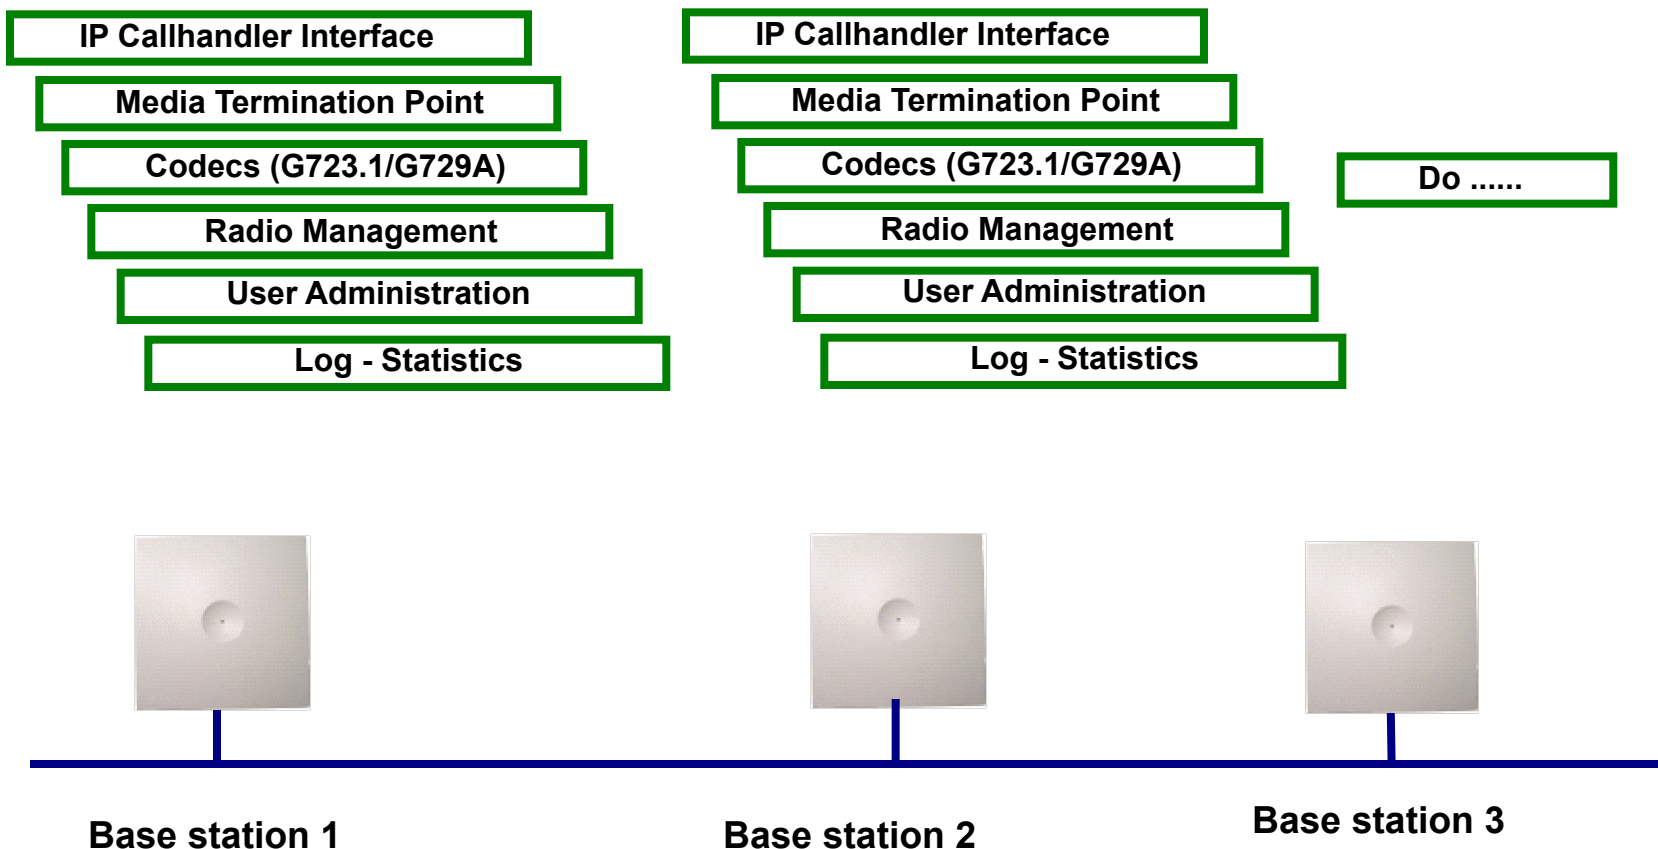 IP Callhandler Interface
Media Termination Point
Codecs (G723.1/G729A)
Radio Management
User Administration
Log - Statistics
IP Callhandler Interface
Media Termination Point
Codecs (G723.1/G729A)
Radio Management
User Administration
Log - Statistics
Do ......
Base station 1
Base station 2
Base station 3